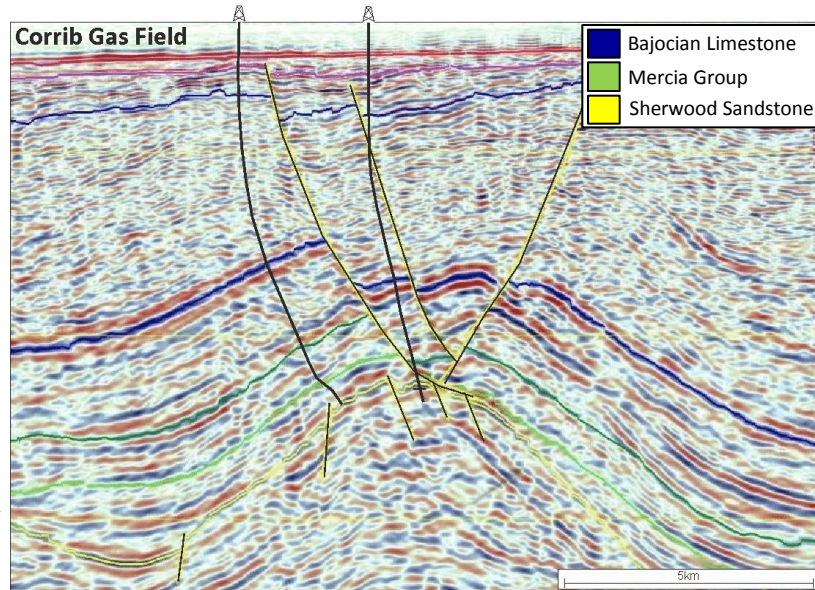 Corrib Gas Field
Bajocian Limestone
Mercia Group
Sherwood Sandstone
5km